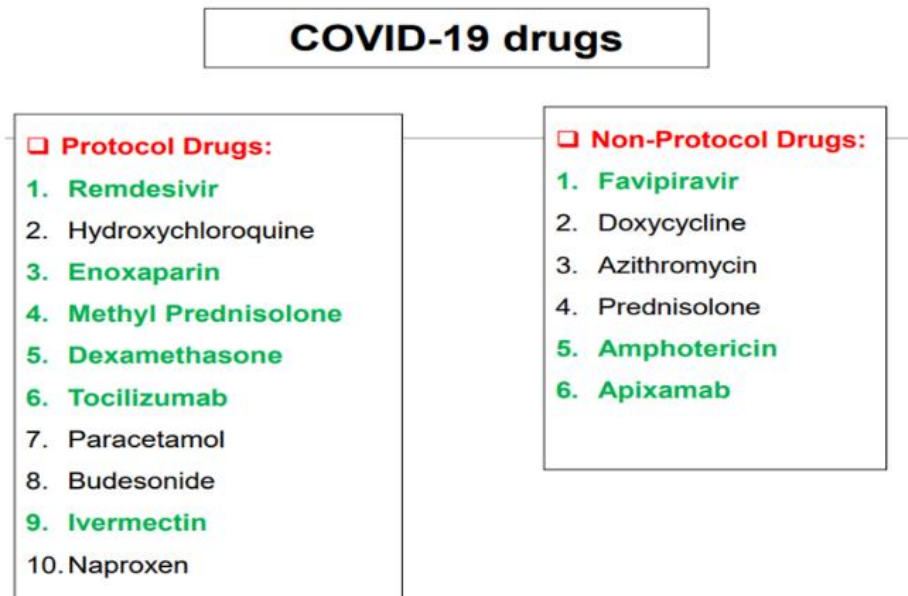 COVID-19 drugs
❑ Protocol Drugs:
1. Remdesivir
2. Hydroxychloroquine
3. Enoxaparin
4. Methyl Prednisolone
5. Dexamethasone
6. Tocilizumab
7. Paracetamol
8. Budesonide
9. Ivermectin
10. Naproxen
❑ Non-Protocol Drugs:
1. Favipiravir
2. Doxycycline
3. Azithromycin
4. Prednisolone
5. Amphotericin
6. Apixamab